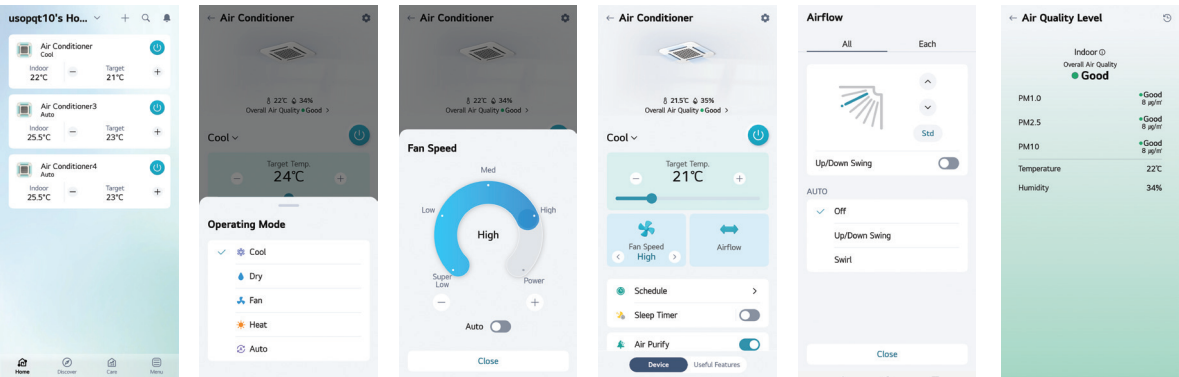 usopqt10's Ho...
Air Conditioner
Cool
Indoor
22°C
Target
21°C
Air Conditioner3
Auto
Indoor
25.5°C
Target
23°C
Air Conditioner4
Auto
Indoor
25.5°C
Target
23°C
Home
Discover
Care
Menu
Air Conditioner
22℃ 34%
Overall Air Quality Good >
Cool
Target Temp.
24℃
Operating Mode
Cool
Dry
Fan
Heat
Auto
Air Conditioner
22℃ 34%
Overall Air Quality Good >
Fan Speed
Med
Low
High
High
Super
Low
Power
Auto
Close
Air Conditioner
21.5℃ 35%
Overall Air Quality Good >
Cool
Target Temp.
21℃
Fan Speed
High
Airflow
Schedule
Sleep Timer
Air Purify
Device
Useful Features
Airflow
All
Each
Std
Up/Down Swing
AUTO
Off
Up/Down Swing
Swirl
Close
Air Quality Level
Indoor
Overall Air Quality
Good
PM1.0
Good
8 µg/㎥
PM2.5
Good
8 µg/㎥
PM10
Good
8 µg/㎥
Temperature
22℃
Humidity
34%